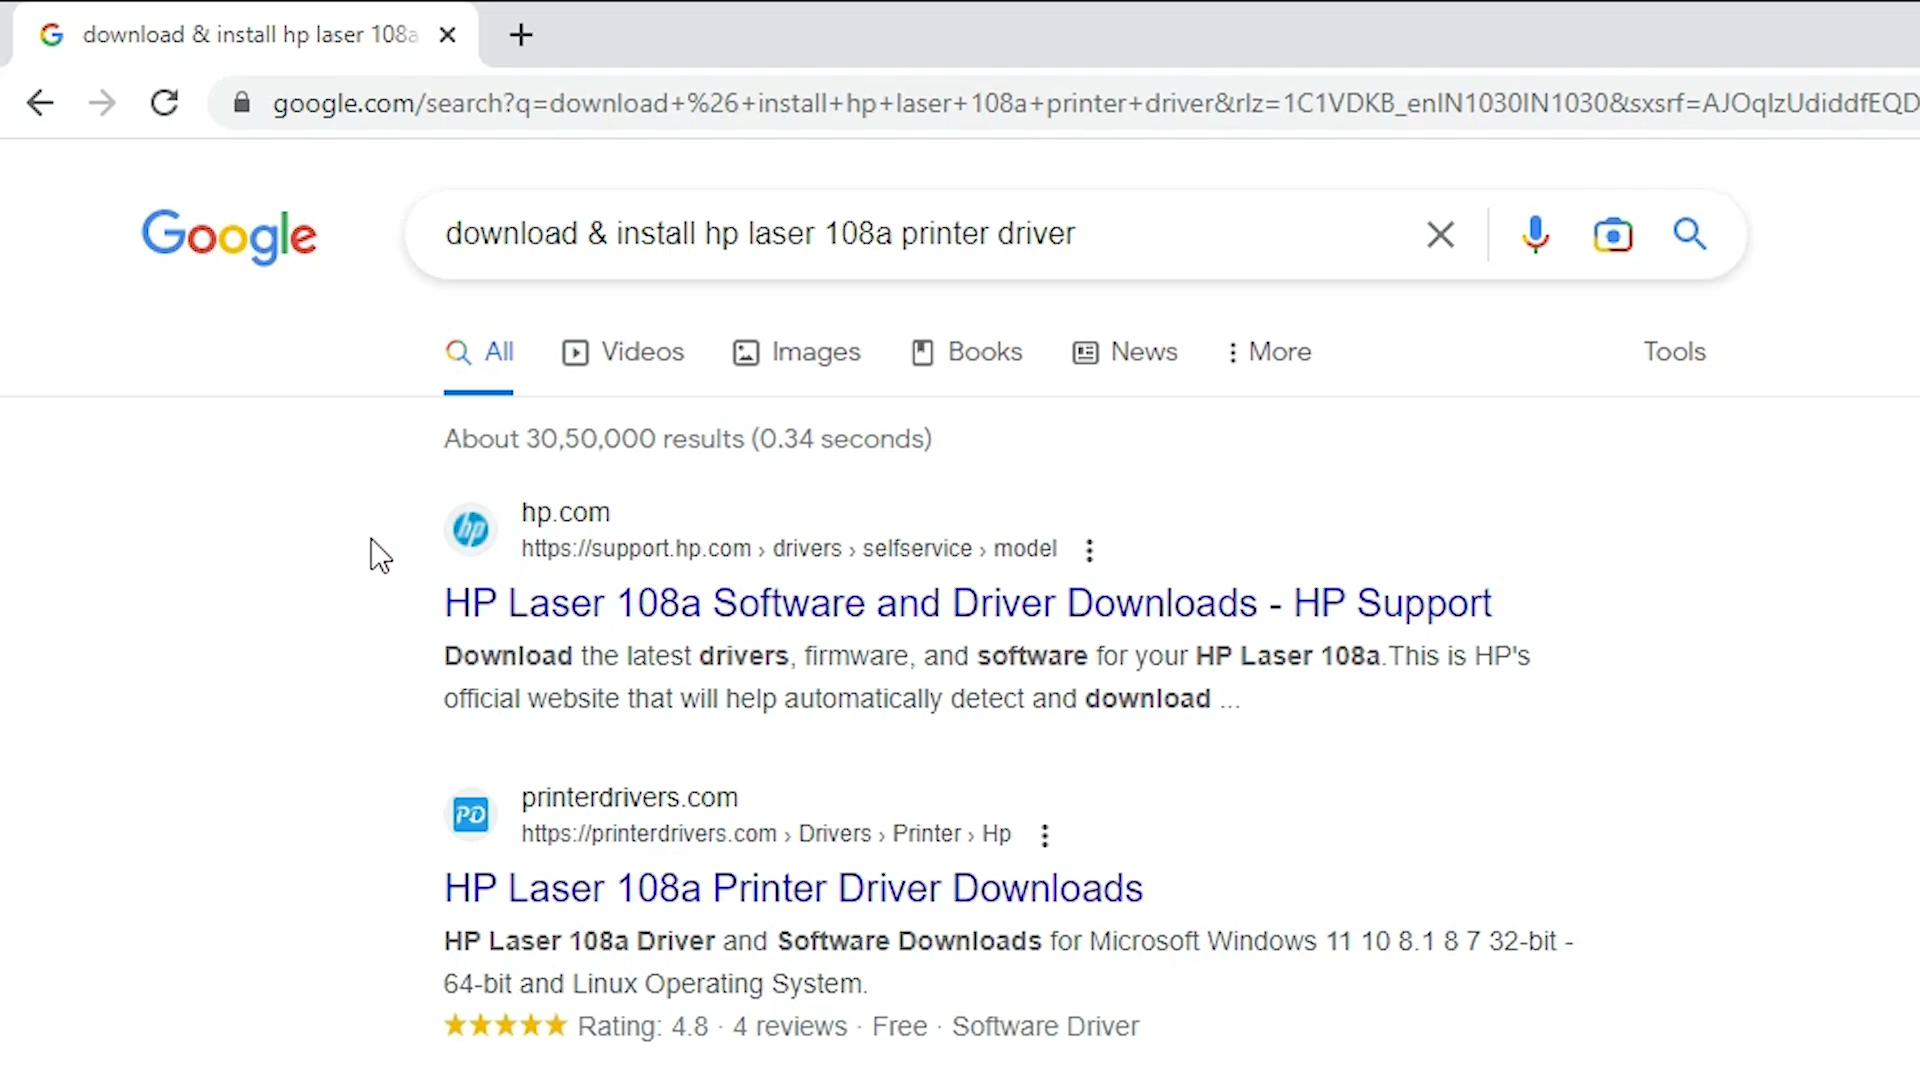 download & install hp laser 108a
google.com/search?q=download+%26+install+hp+laser+108a+printer+driver&rlz=1C1VDKB_enIN1030IN1030&sxsrf=AJOqlzUdiddfEQD
Google
download & install hp laser 108a printer driver
All Videos Images Books News More Tools
About 30,50,000 results (0.34 seconds)
hp
hp.com
https://support.hp.com › drivers › selfservice › model
HP Laser 108a Software and Driver Downloads - HP Support
Download the latest drivers, firmware, and software for your HP Laser 108a.This is HP's
official website that will help automatically detect and download ...
PD
printerdrivers.com
https://printerdrivers.com › Drivers › Printer › Hp
HP Laser 108a Printer Driver Downloads
HP Laser 108a Driver and Software Downloads for Microsoft Windows 11 10 8.1 8 7 32-bit -
64-bit and Linux Operating System.
★★★★★ Rating: 4.8 · 4 reviews · Free · Software Driver